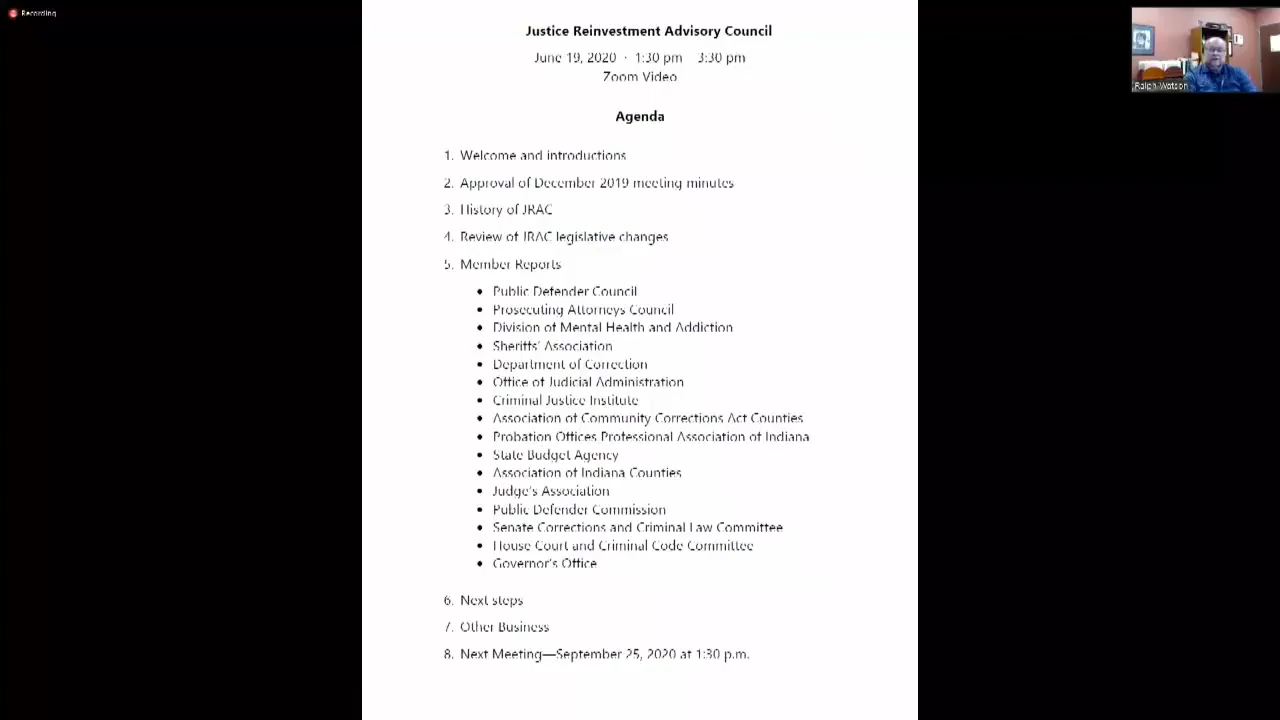 Recording
Justice Reinvestment Advisory Council
June 19, 2020 · 1:30 pm 3:30 pm
Zoom Video
Ralph Watson
Agenda
1. Welcome and introductions
2. Approval of December 2019 meeting minutes
3. History of JRAC
4. Review of JRAC legislative changes
5. Member Reports
• Public Defender Council
• Prosecuting Attorneys Council
• Division of Mental Health and Addiction
• Sheriffs' Association
• Department of Correction
• Office of Judicial Administration
• Criminal Justice Institute
• Association of Community Corrections Act Counties
• Probation Offices Professional Association of Indiana
• State Budget Agency
• Association of Indiana Counties
• Judge's Association
• Public Defender Commission
• Senate Corrections and Criminal Law Committee
• House Court and Criminal Code Committee
• Governor's Office
6. Next steps
7. Other Business
8. Next Meeting—September 25, 2020 at 1:30 p.m.